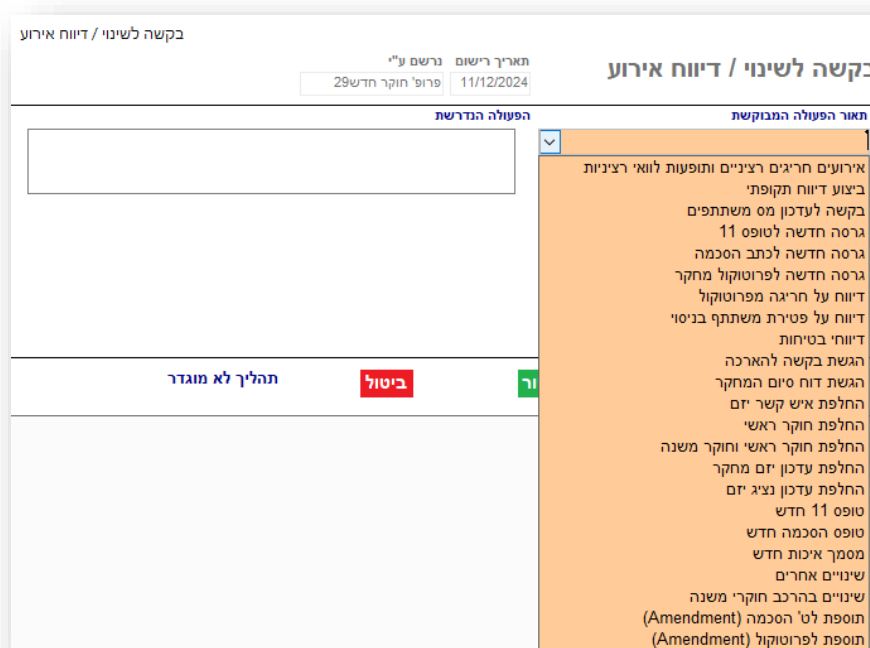 בקשה לשינוי / דיווח אירוע
בקשה לשינוי / דיווח אירוע
תאריך רישום נרשם ע"י
11/12/2024 פרופ' חוקר חדש29
תאור הפעולה המבוקשת
הפעולה הנדרשת
אירועים חריגים רציניים ותופעות לוואי רציניות
ביצוע דיווח תקופתי
בקשה לעדכון מס משתתפים
גרסה חדשה לטופס 11
גרסה חדשה לכתב הסכמה
גרסה חדשה לפרוטוקול מחקר
דיווח על חריגה מפרוטוקול
דיווח על פטירת משתתף בניסוי
דיווחי בטיחות
הגשת בקשה להארכה
הגשת דוח סיום המחקר
החלפת איש קשר יזם
החלפת חוקר ראשי
החלפת חוקר ראשי וחוקר משנה
החלפת עדכון יזם מחקר
החלפת עדכון נציג יזם
טופס 11 חדש
טופס הסכמה חדש
מסמך איכות חדש
שינויים אחרים
שינויים בהרכב חוקרי משנה
תוספת לט' הסכמה (Amendment)
תוספת לפרוטוקול (Amendment)
ביטול
תהליך לא מוגדר